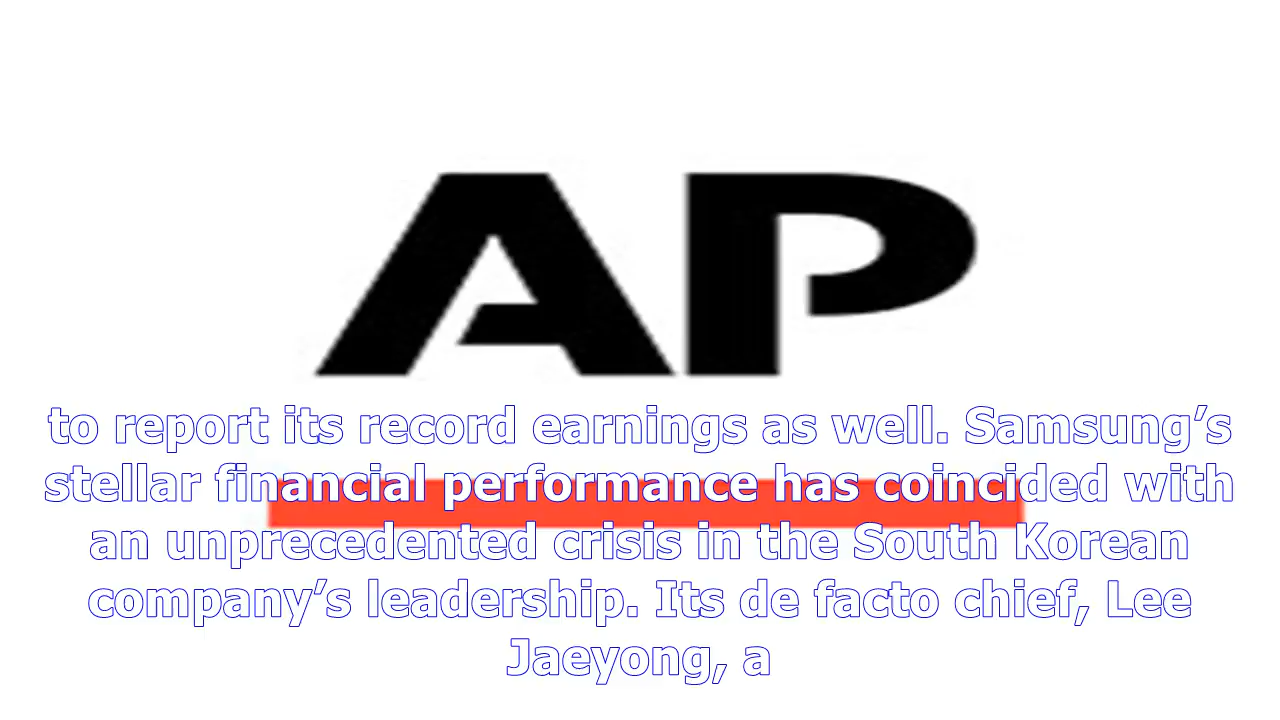 AP
to report its record earnings as well. Samsung’s
stellar financial performance has coincided with
an unprecedented crisis in the South Korean
company’s leadership. Its de facto chief, Lee
Jaeyong, a